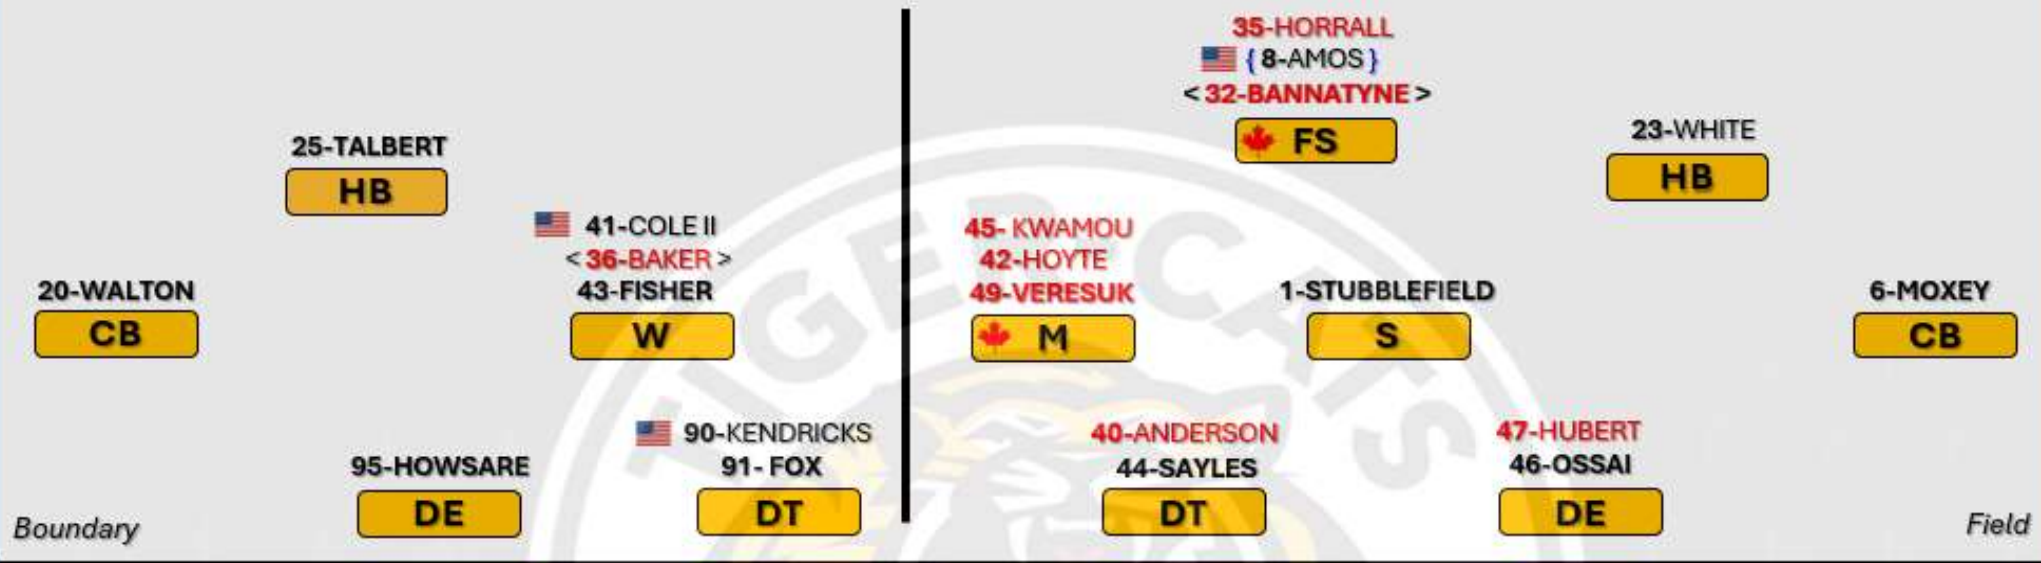 35-HORRALL
{ 8-AMOS }
< 32-BANNATYNE >
FS
25-TALBERT
HB
23-WHITE
HB
41-COLE II
< 36-BAKER >
43-FISHER
W
45- KWAMOU
42-HOYTE
49-VERESUK
M
20-WALTON
CB
1-STUBBLEFIELD
S
6-MOXEY
CB
95-HOWSARE
DE
90-KENDRICKS
91- FOX
DT
40-ANDERSON
44-SAYLES
DT
47-HUBERT
46-OSSAI
DE
Boundary
Field
TIGER-CATS